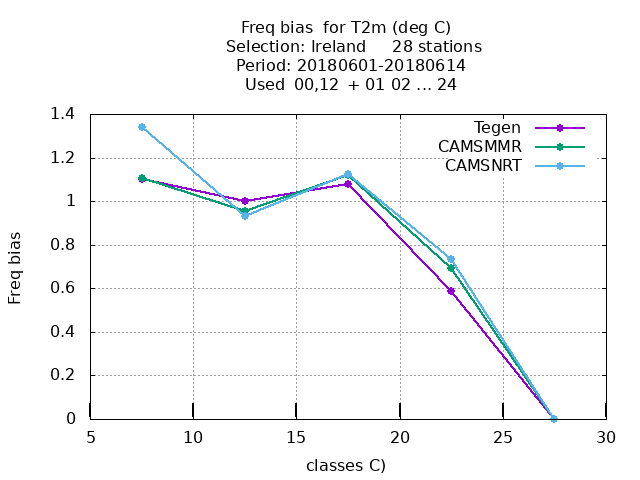 Freq bias  for T2m (deg C)
Selection: Ireland     28 stations
Period: 20180601-20180614
Used  00,12  + 01 02 ... 24
1.4
1.2
1
0.8
0.6
0.4
0.2
0
Freq bias
Tegen
CAMSMMR
CAMSNRT
5 10 15 20 25 30
classes C)